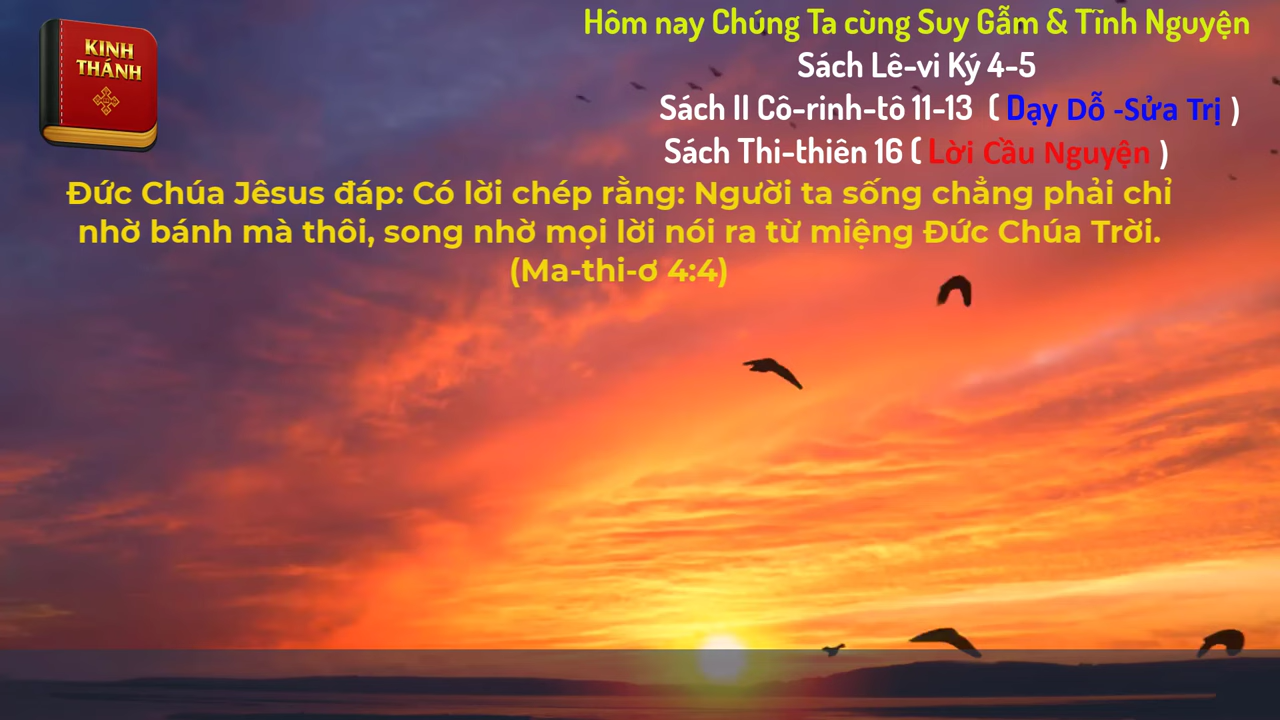 KINH
THÁNH
Hôm nay Chúng Ta cùng Suy Gẫm & Tĩnh Nguyện
Sách Lê-vi Ký 4-5
Sách II Cô-rinh-tô 11-13 ( Dạy Dỗ -Sửa Trị )
Sách Thi-thiên 16 ( Lời Cầu Nguyện )
Đức Chúa Jêsus đáp: Có lời chép rằng: Người ta sống chẳng phải chỉ
nhờ bánh mà thôi, song nhờ mọi lời nói ra từ miệng Đức Chúa Trời.
(Ma-thi-ơ 4:4)